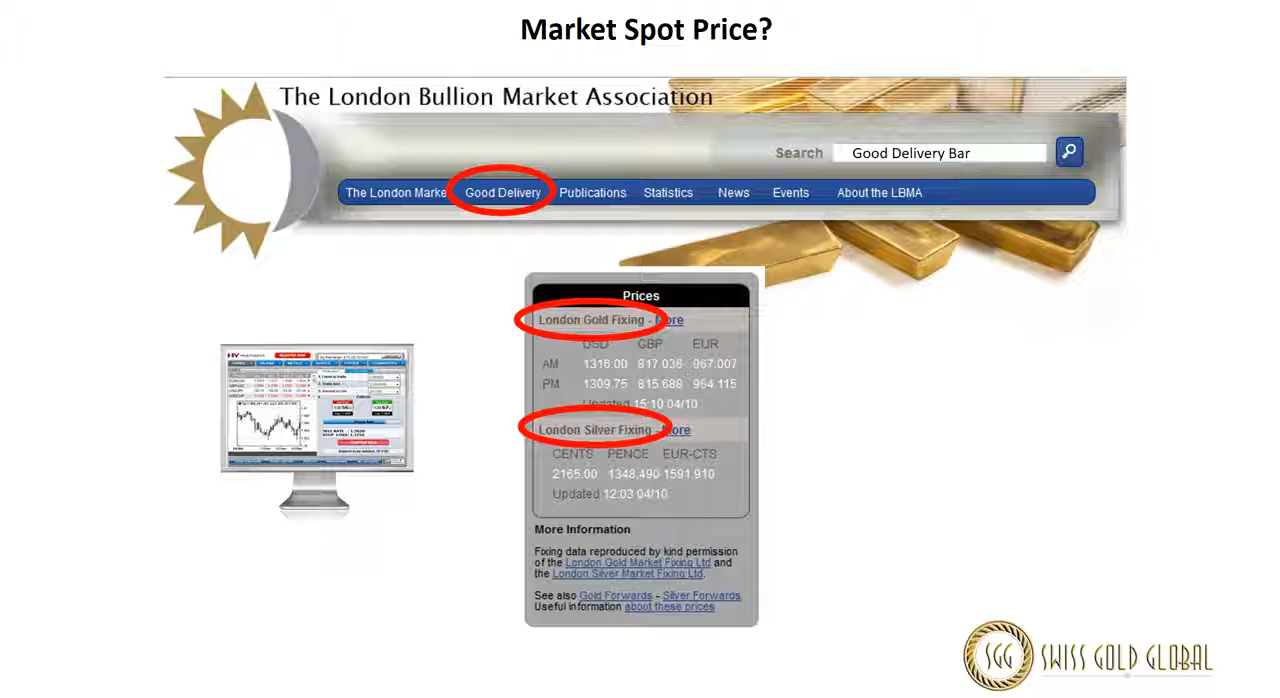 Market Spot Price?
The London Bullion Market Association
Search Good Delivery Bar
The London Marke Good Delivery Publications Statistics News Events About the LBMA
Prices
London Gold Fixing - More
USD GBP EUR
AM 1316.00 817.036 967.007
PM 1309.75 815.688 964.115
Updated 15:10 04/10
London Silver Fixing - More
CENTS PENCE EUR-CTS
2165.00 1348.490 1591.910
Updated 12:03 04/10
More Information
Fixing data reproduced by kind permission
of the London Gold Market Fixing Ltd and
the London Silver Market Fixing Ltd.
See also Gold Forwards - Silver Forwards
Useful information about these prices
SGG SWISS GOLD GLOBAL